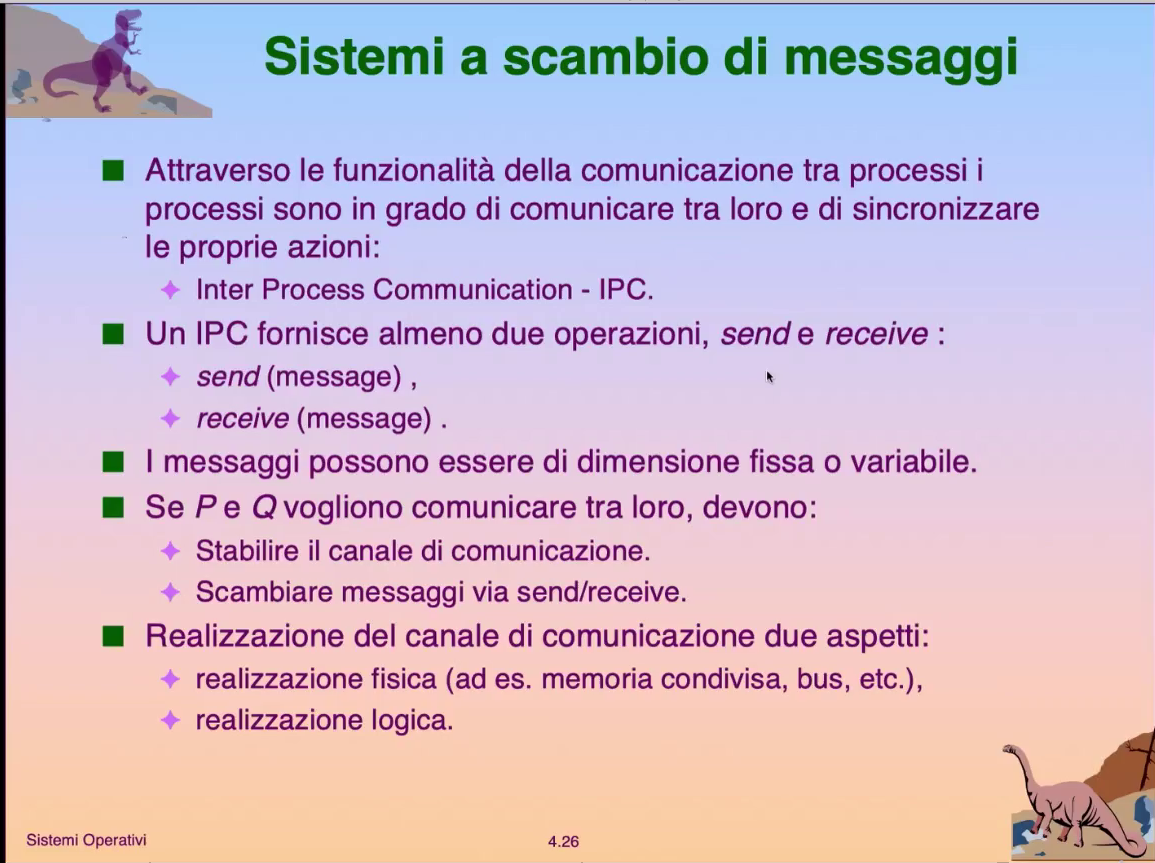 Sistemi a scambio di messaggi
Attraverso le funzionalità della comunicazione tra processi i
processi sono in grado di comunicare tra loro e di sincronizzare
le proprie azioni:
Inter Process Communication - IPC.
Un IPC fornisce almeno due operazioni, send e receive :
send (message) ,
receive (message) .
I messaggi possono essere di dimensione fissa o variabile.
Se P e Q vogliono comunicare tra loro, devono:
Stabilire il canale di comunicazione.
Scambiare messaggi via send/receive.
Realizzazione del canale di comunicazione due aspetti:
realizzazione fisica (ad es. memoria condivisa, bus, etc.),
realizzazione logica.
Sistemi Operativi
4.26